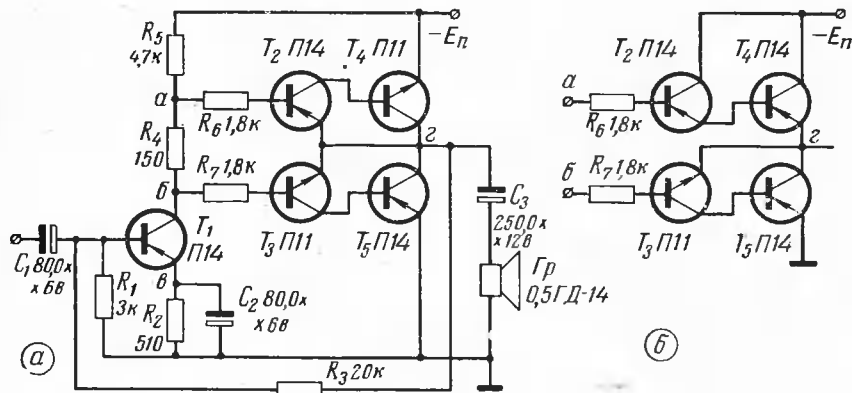 R5
4,7к
T2 П14
T4 П11
−Eп
а
R6 1,8к
R4
150
г
б
R7 1,8к
T1
П14
T3 П11
T5 П14
C3
250,0х
х12в
C1 80,0х
х6в
R1
3к
в
R2
510
C2 80,0х
х6в
Гр
0,5ГД-14
R3 20к
а
T2 П14
T4 П14
−Eп
а
R6 1,8к
г
б
R7 1,8к
T3 П11
T5 П14
б